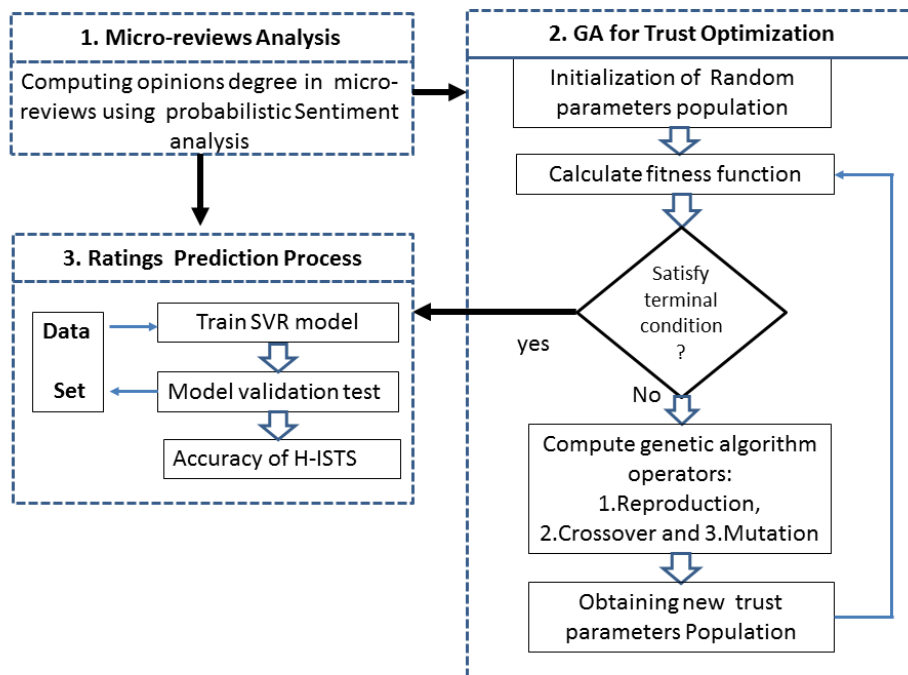 1. Micro-reviews Analysis
Computing opinions degree in micro-
reviews using probabilistic Sentiment
analysis
2. GA for Trust Optimization
Initialization of Random
parameters population
Calculate fitness function
Satisfy
terminal
condition
?
yes
No
Compute genetic algorithm
operators:
1.Reproduction,
2.Crossover and 3.Mutation
Obtaining new trust
parameters Population
3. Ratings Prediction Process
Data
Set
Train SVR model
Model validation test
Accuracy of H-ISTS